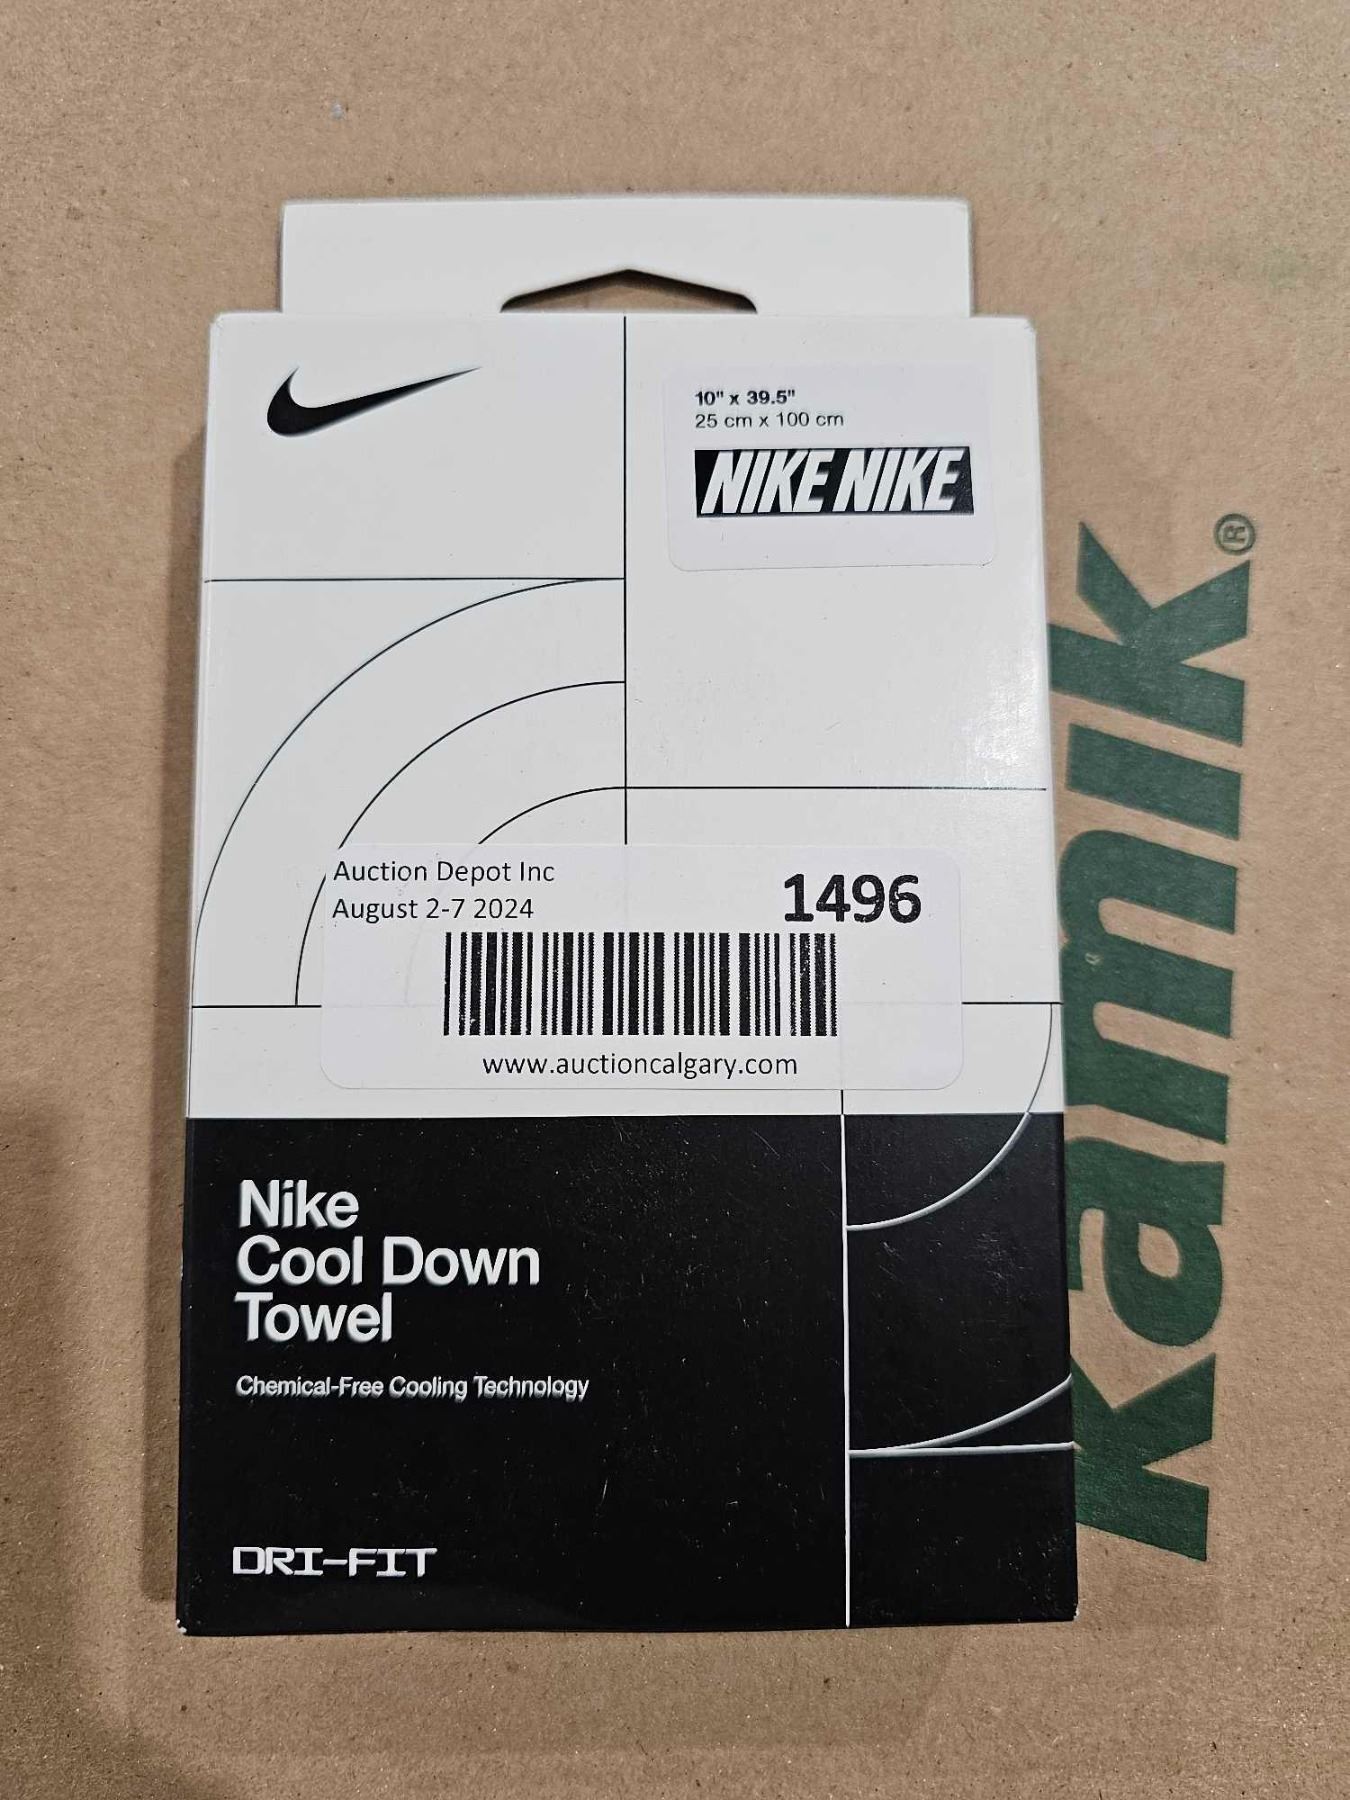 10" x 39.5"
25 cm x 100 cm
NIKE NIKE
Auction Depot Inc
August 2-7 2024
1496
www.auctioncalgary.com
Nike
Cool Down
Towel
Chemical-Free Cooling Technology
DRI-FIT
kamik®